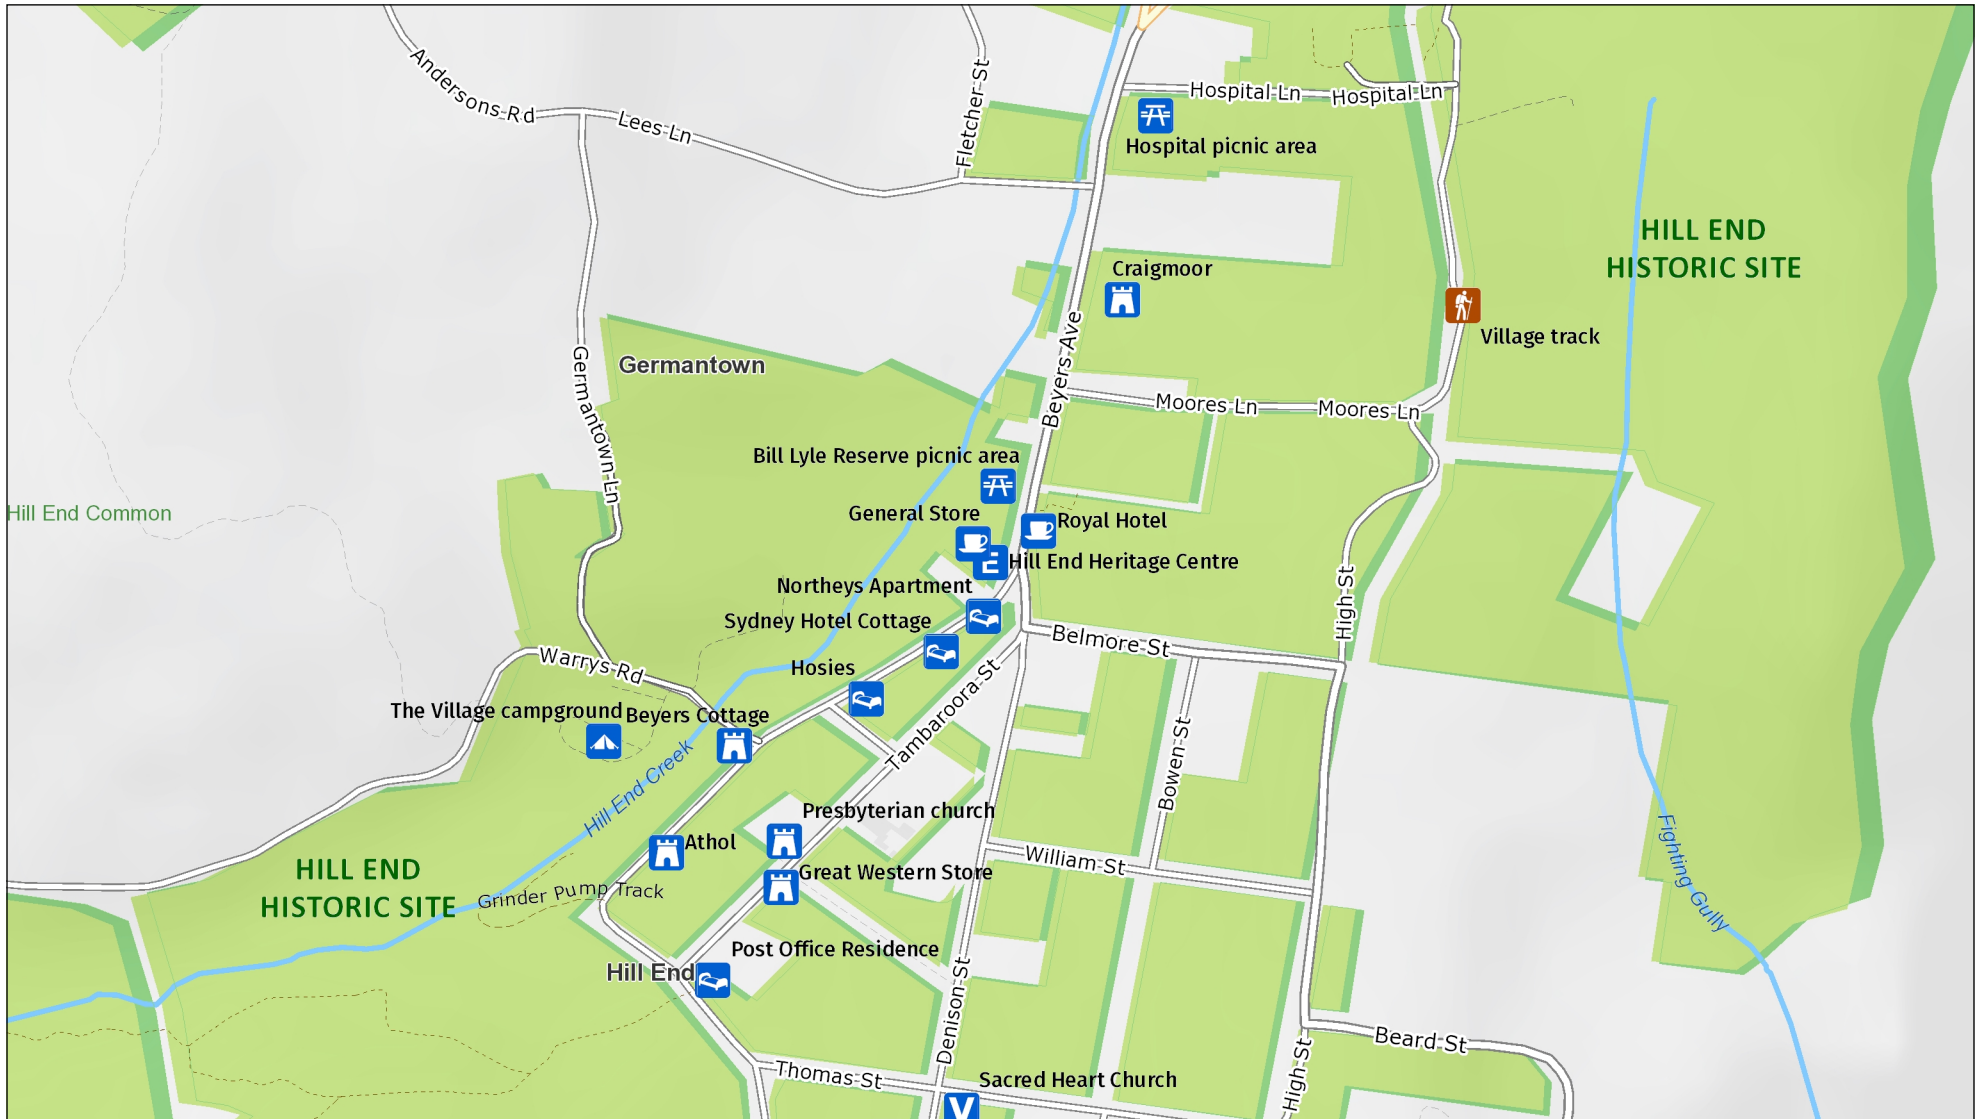 Andersons Rd
Lees Ln
Fletcher St
Hospital Ln
Hospital Ln
Hospital picnic area
HILL END
HISTORIC SITE
Craigmoor
Village track
Beyers Ave
Germantown
Germantown Ln
Moores Ln
Moores Ln
Bill Lyle Reserve picnic area
General Store
Royal Hotel
Hill End Common
E
Hill End Heritage Centre
Northeys Apartment
Sydney Hotel Cottage
High St
Belmore St
Warrys Rd
Hosies
Tambaroora St
The Village campground
Beyers Cottage
Bowen St
Hill End Creek
Presbyterian church
Athol
William St
Great Western Store
HILL END
HISTORIC SITE
Grinder Pump Track
Fighting Gully
Post Office Residence
Hill End
Denison St
Beard St
Thomas St
High St
Sacred Heart Church
V